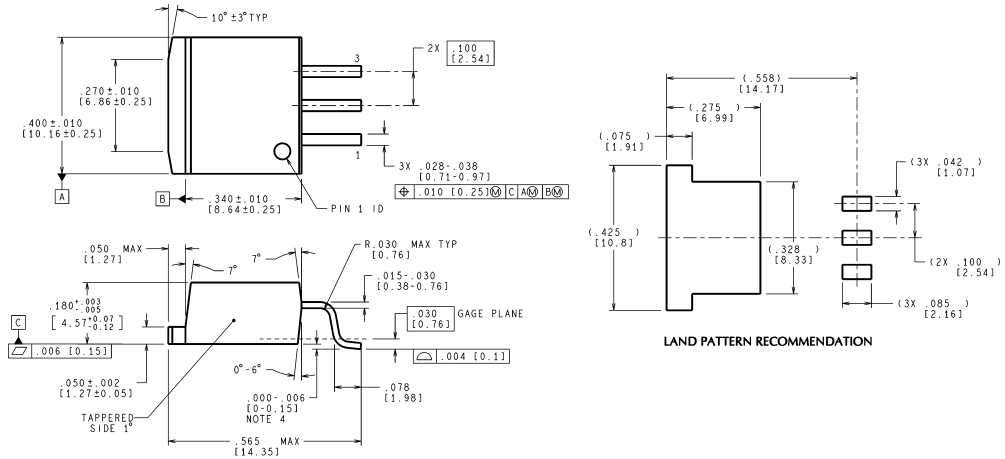 10° ±3° TYP
.270±.010
[6.86±0.25]
.400±.010
[10.16±0.25]
A
B
.340±.010
[8.64±0.25]
PIN 1 ID
3
1
2X .100
[2.54]
3X .028-.038
[0.71-0.97]
⌖ .010 [0.25]Ⓜ C AⓂ BⓂ
.050 MAX
[1.27]
7°
7°
R.030 MAX TYP
[0.76]
.015-.030
[0.38-0.76]
.180+.003
-.005
[4.57+0.07
-0.12]
.030
[0.76]
GAGE PLANE
C
⏥ .006 [0.15]
⌓ .004 [0.1]
.050±.002
[1.27±0.05]
0°-6°
.000-.006
[0-0.15]
NOTE 4
.078
[1.98]
TAPPERED
SIDE 1°
.565 MAX
[14.35]
(.558 )
[14.17]
(.275 )
[6.99]
(.075 )
[1.91]
(3X .042 )
[1.07]
(.425 )
[10.8]
(.328 )
[8.33]
(2X .100 )
[2.54]
(3X .085 )
[2.16]
LAND PATTERN RECOMMENDATION